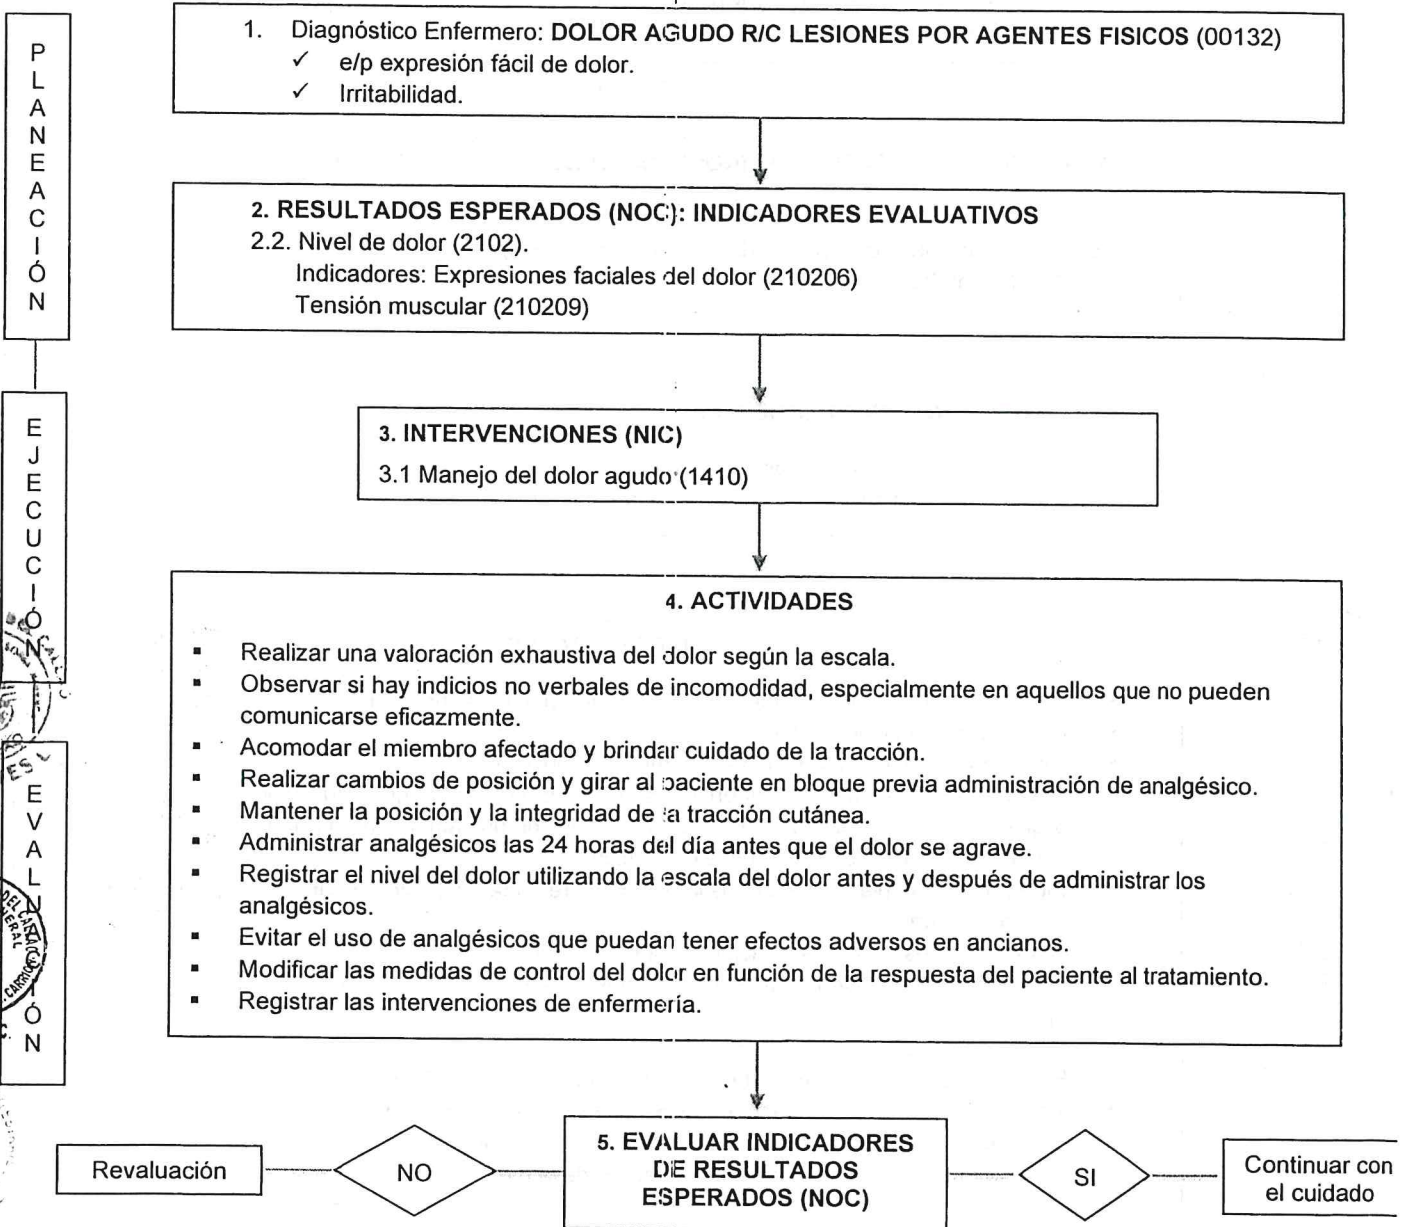 PLANEACIÓN
1. Diagnóstico Enfermero: DOLOR AGUDO R/C LESIONES POR AGENTES FISICOS (00132)
✓ e/p expresión fácil de dolor.
✓ Irritabilidad.
2. RESULTADOS ESPERADOS (NOC): INDICADORES EVALUATIVOS
2.2. Nivel de dolor (2102).
Indicadores: Expresiones faciales del dolor (210206)
Tensión muscular (210209)
EJECUCIÓN
3. INTERVENCIONES (NIC)
3.1 Manejo del dolor agudo (1410)
4. ACTIVIDADES
▪ Realizar una valoración exhaustiva del dolor según la escala.
▪ Observar si hay indicios no verbales de incomodidad, especialmente en aquellos que no pueden
comunicarse eficazmente.
▪ Acomodar el miembro afectado y brindar cuidado de la tracción.
▪ Realizar cambios de posición y girar al paciente en bloque previa administración de analgésico.
▪ Mantener la posición y la integridad de la tracción cutánea.
▪ Administrar analgésicos las 24 horas del día antes que el dolor se agrave.
▪ Registrar el nivel del dolor utilizando la escala del dolor antes y después de administrar los
analgésicos.
▪ Evitar el uso de analgésicos que puedan tener efectos adversos en ancianos.
▪ Modificar las medidas de control del dolor en función de la respuesta del paciente al tratamiento.
▪ Registrar las intervenciones de enfermería.
EVALUACIÓN
Revaluación
NO
5. EVALUAR INDICADORES
DE RESULTADOS
ESPERADOS (NOC)
SI
Continuar con
el cuidado